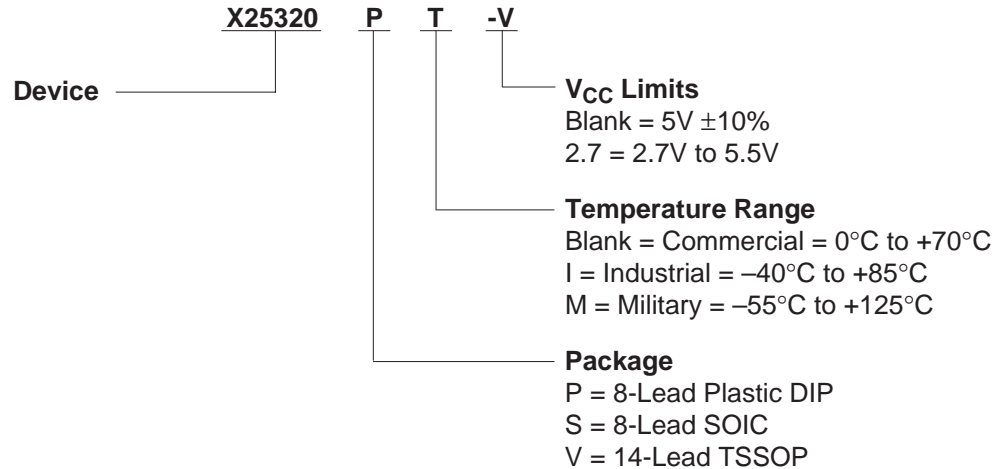 X25320 P T -V
Device
VCC Limits
Blank = 5V ±10%
2.7 = 2.7V to 5.5V
Temperature Range
Blank = Commercial = 0°C to +70°C
I = Industrial = –40°C to +85°C
M = Military = –55°C to +125°C
Package
P = 8-Lead Plastic DIP
S = 8-Lead SOIC
V = 14-Lead TSSOP